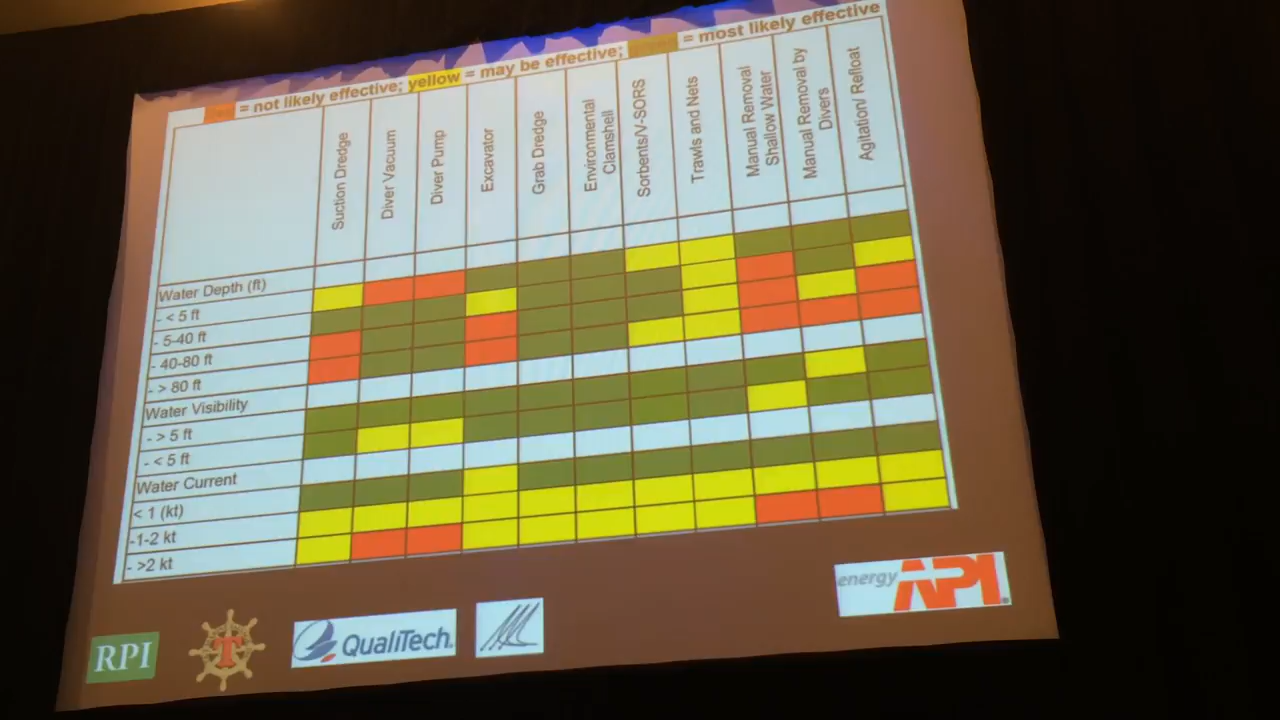 = not likely effective; yellow = may be effective; green = most likely effective
Suction Dredge
Diver Vacuum
Diver Pump
Excavator
Grab Dredge
Environmental
Clamshell
Sorbents/V-SORS
Trawls and Nets
Manual Removal
Shallow Water
Manual Removal by
Divers
Agitation/ Refloat
Water Depth (ft)
- < 5 ft
- 5-40 ft
- 40-80 ft
- > 80 ft
Water Visibility
- > 5 ft
- < 5 ft
Water Current
< 1 (kt)
-1-2 kt
- >2 kt
RPI
T
QualiTech
energy API